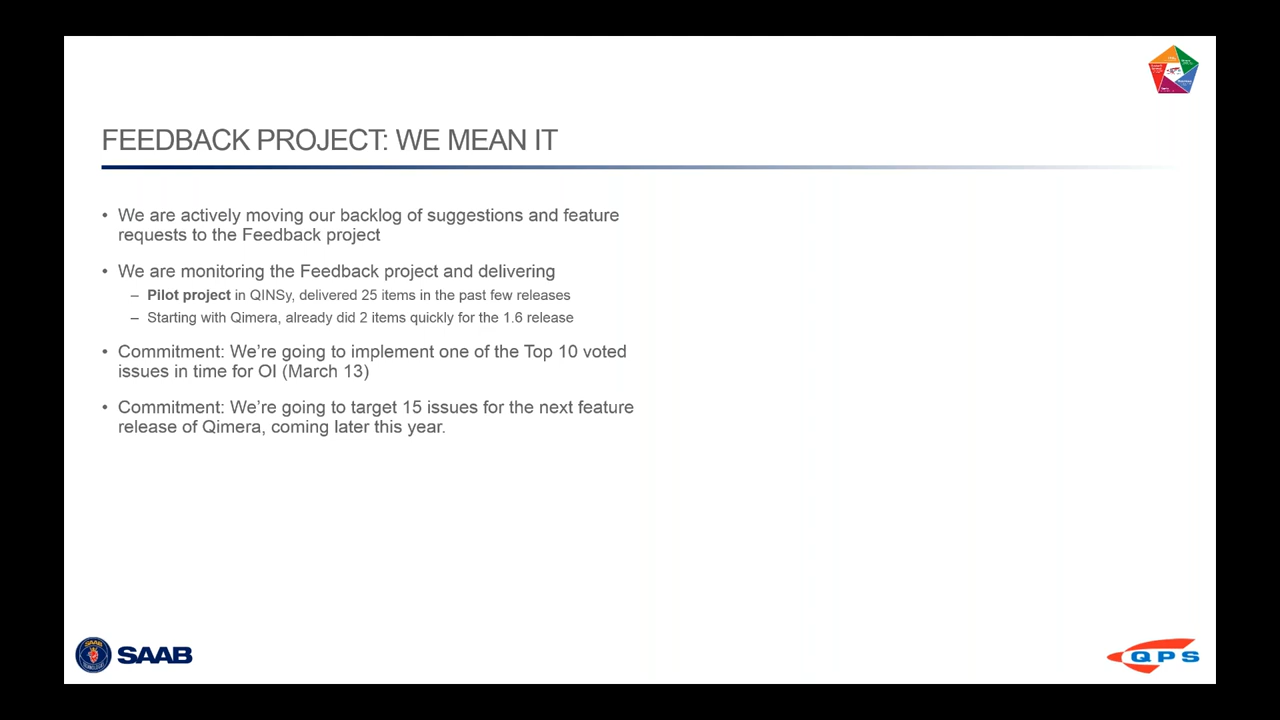 FEEDBACK PROJECT: WE MEAN IT
• We are actively moving our backlog of suggestions and feature
requests to the Feedback project
• We are monitoring the Feedback project and delivering
– Pilot project in QINSy, delivered 25 items in the past few releases
– Starting with Qimera, already did 2 items quickly for the 1.6 release
• Commitment: We're going to implement one of the Top 10 voted
issues in time for OI (March 13)
• Commitment: We're going to target 15 issues for the next feature
release of Qimera, coming later this year.
SAAB
SAAB
QPS